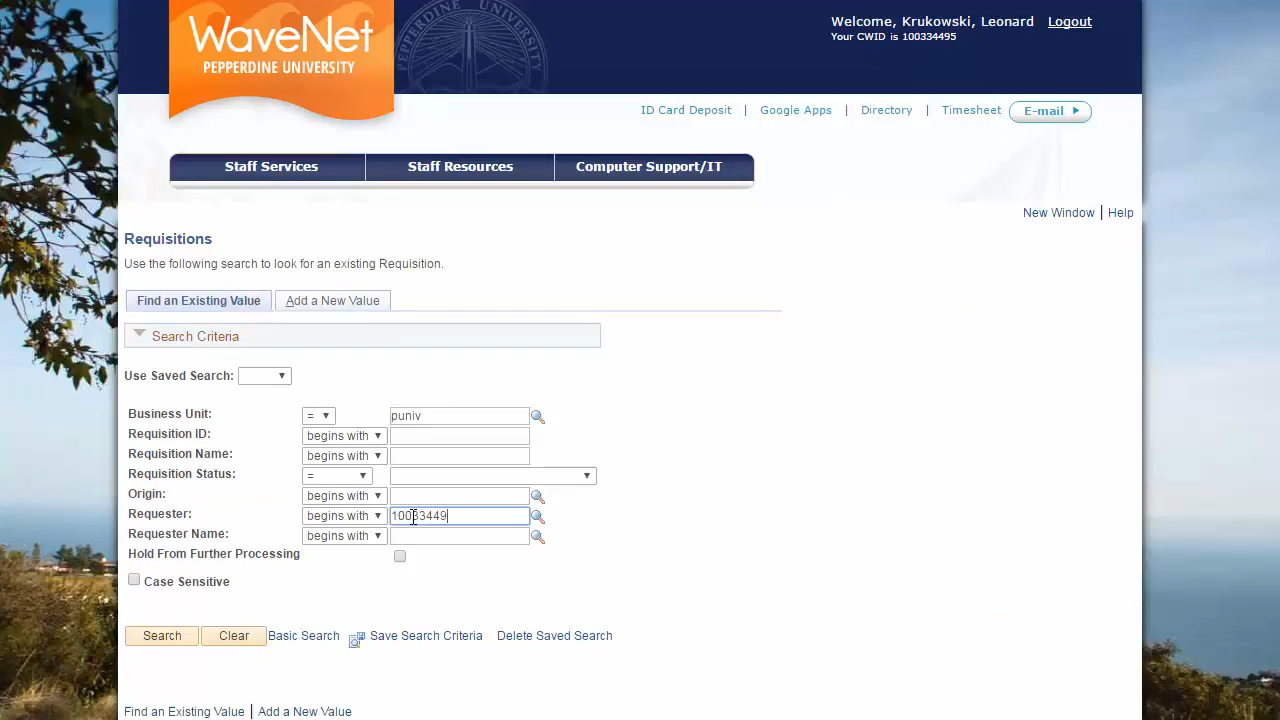 WaveNet
PEPPERDINE UNIVERSITY
PEPPERDINE UNIVERSITY
Welcome, Krukowski, Leonard Logout
Your CWID is 100334495
ID Card Deposit | Google Apps | Directory | Timesheet E-mail
Staff Services Staff Resources Computer Support/IT
New Window | Help
Requisitions
Use the following search to look for an existing Requisition.
Find an Existing Value Add a New Value
Search Criteria
Use Saved Search:
Business Unit: = puniv
Requisition ID: begins with
Requisition Name: begins with
Requisition Status: =
Origin: begins with
Requester: begins with 10033449
Requester Name: begins with
Hold From Further Processing
Case Sensitive
Search Clear Basic Search Save Search Criteria Delete Saved Search
Find an Existing Value | Add a New Value